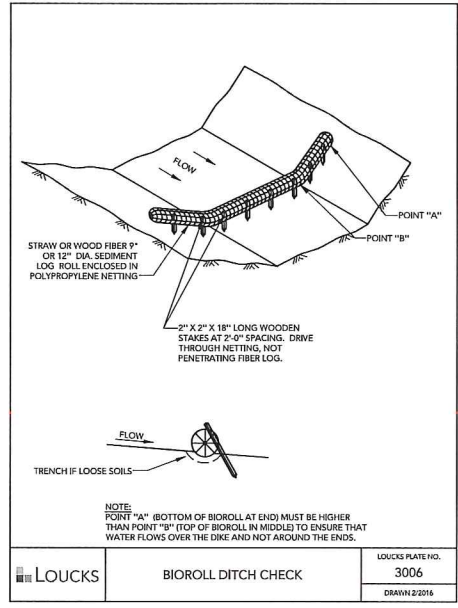 FLOW
POINT "A"
POINT "B"
STRAW OR WOOD FIBER 9"
OR 12" DIA. SEDIMENT
LOG ROLL ENCLOSED IN
POLYPROPYLENE NETTING
2" X 2" X 18" LONG WOODEN
STAKES AT 2'-0" SPACING. DRIVE
THROUGH NETTING, NOT
PENETRATING FIBER LOG.
FLOW
TRENCH IF LOOSE SOILS
NOTE:
POINT "A" (BOTTOM OF BIOROLL AT END) MUST BE HIGHER
THAN POINT "B" (TOP OF BIOROLL IN MIDDLE) TO ENSURE THAT
WATER FLOWS OVER THE DIKE AND NOT AROUND THE ENDS.
LOUCKS
BIOROLL DITCH CHECK
LOUCKS PLATE NO.
3006
DRAWN 2/2016